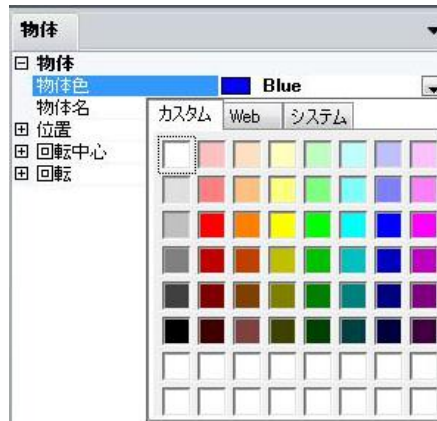 物体
物体
物体色 Blue
物体名
カスタム Web システム
位置
回転中心
回転